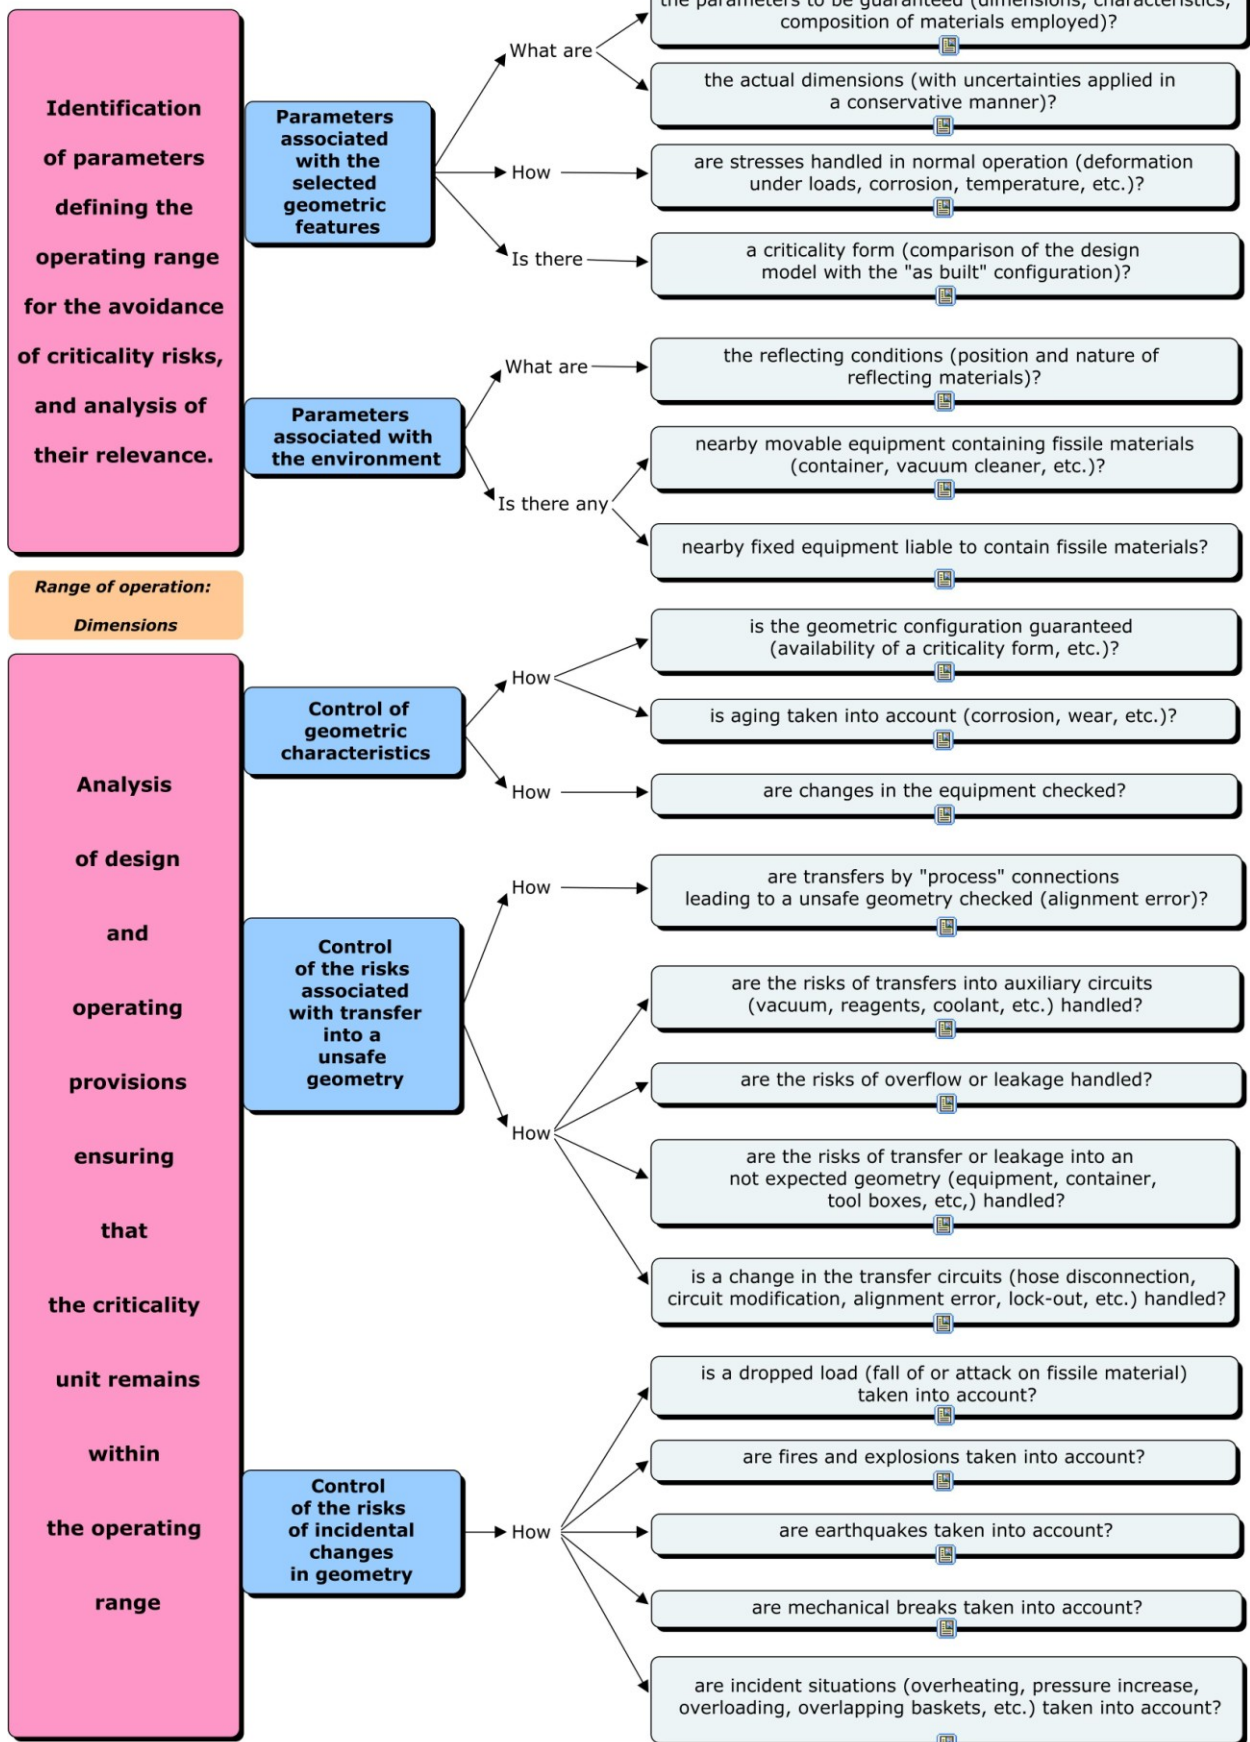 Identification
of parameters
defining the
operating range
for the avoidance
of criticality risks,
and analysis of
their relevance.
Parameters
associated
with the
selected
geometric
features
What are
the parameters to be guaranteed (dimensions, characteristics,
composition of materials employed)?
the actual dimensions (with uncertainties applied in
a conservative manner)?
How
are stresses handled in normal operation (deformation
under loads, corrosion, temperature, etc.)?
Is there
a criticality form (comparison of the design
model with the "as built" configuration)?
Parameters
associated with
the environment
What are
the reflecting conditions (position and nature of
reflecting materials)?
Is there any
nearby movable equipment containing fissile materials
(container, vacuum cleaner, etc.)?
nearby fixed equipment liable to contain fissile materials?
Range of operation:
Dimensions
Analysis
of design
and
operating
provisions
ensuring
that
the criticality
unit remains
within
the operating
range
Control of
geometric
characteristics
How
is the geometric configuration guaranteed
(availability of a criticality form, etc.)?
is aging taken into account (corrosion, wear, etc.)?
How
are changes in the equipment checked?
Control
of the risks
associated
with transfer
into a
unsafe
geometry
How
are transfers by "process" connections
leading to a unsafe geometry checked (alignment error)?
How
are the risks of transfers into auxiliary circuits
(vacuum, reagents, coolant, etc.) handled?
are the risks of overflow or leakage handled?
are the risks of transfer or leakage into an
not expected geometry (equipment, container,
tool boxes, etc,) handled?
is a change in the transfer circuits (hose disconnection,
circuit modification, alignment error, lock-out, etc.) handled?
Control
of the risks
of incidental
changes
in geometry
How
is a dropped load (fall of or attack on fissile material)
taken into account?
are fires and explosions taken into account?
are earthquakes taken into account?
are mechanical breaks taken into account?
are incident situations (overheating, pressure increase,
overloading, overlapping baskets, etc.) taken into account?